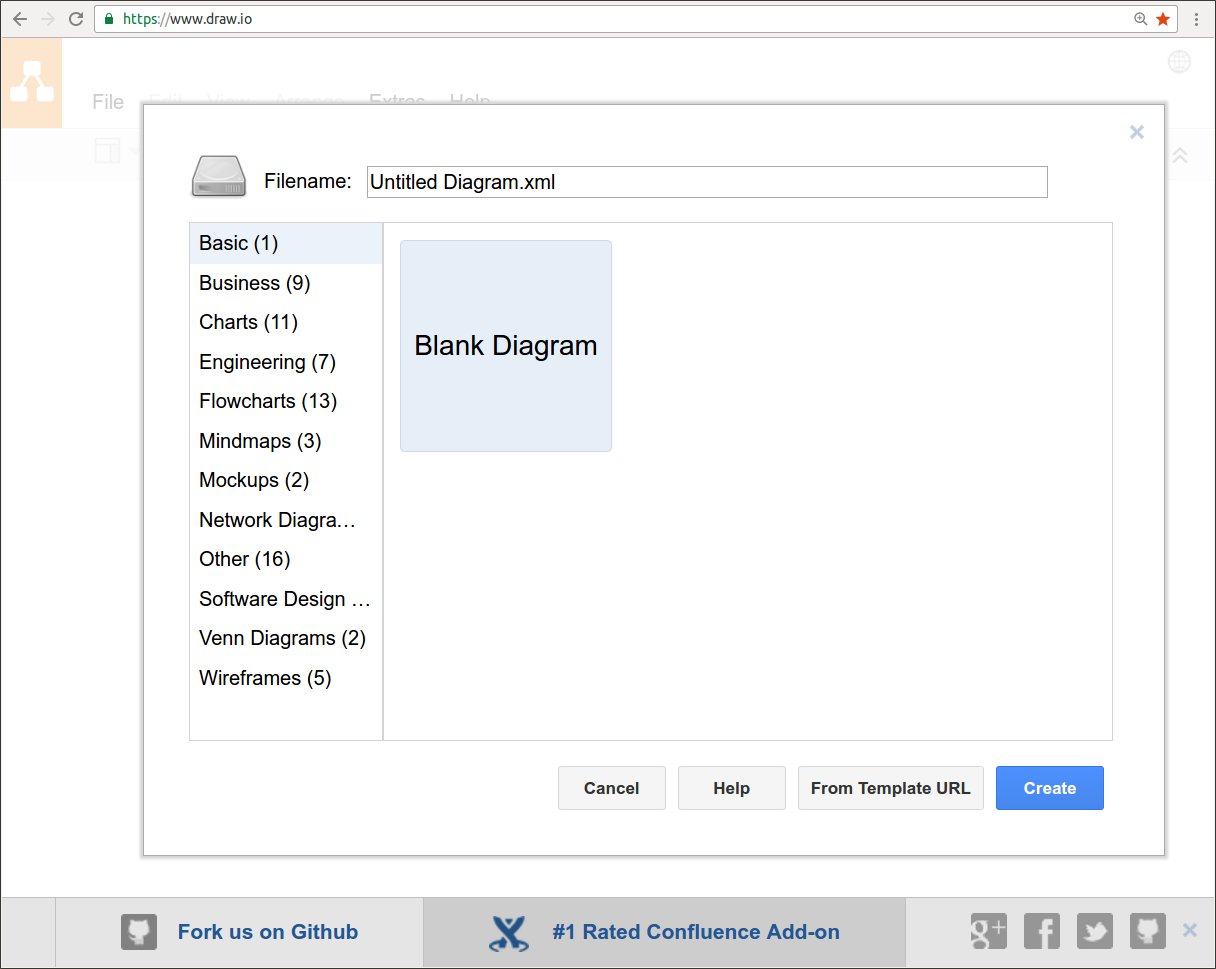 https://www.draw.io
File Edit View Arrange Extras Help
Filename: Untitled Diagram.xml
Basic (1)
Business (9)
Charts (11)
Engineering (7)
Flowcharts (13)
Mindmaps (3)
Mockups (2)
Network Diagra…
Other (16)
Software Design …
Venn Diagrams (2)
Wireframes (5)
Blank Diagram
Cancel
Help
From Template URL
Create
Fork us on Github
#1 Rated Confluence Add-on
g+